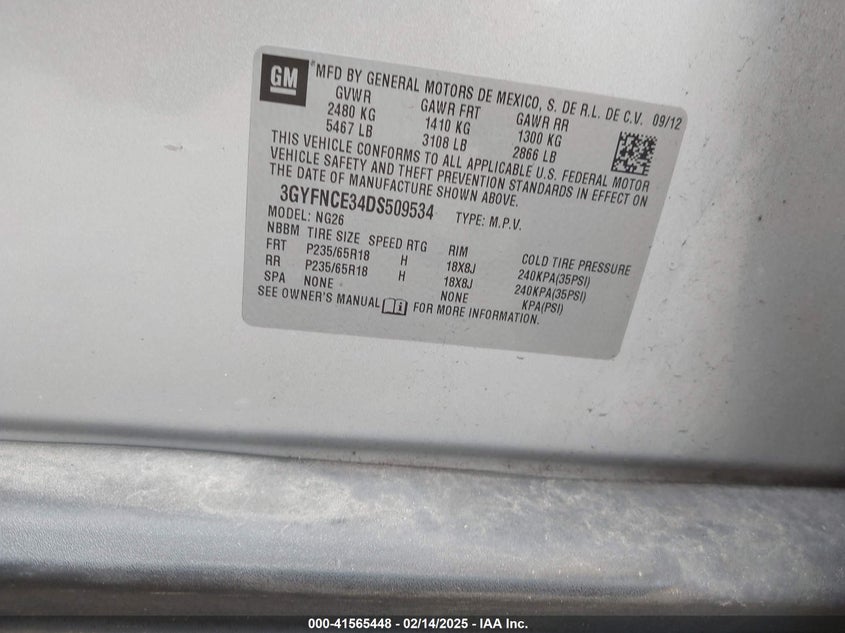 GM
*MFD BY GENERAL MOTORS DE MEXICO, S. DE R.L. DE C.V. 09/12
GVWR GAWR FRT GAWR RR
2480 KG 1410 KG 1300 KG
5467 LB 3108 LB 2866 LB
THIS VEHICLE CONFORMS TO ALL APPLICABLE U.S. FEDERAL MOTOR
VEHICLE SAFETY AND THEFT PREVENTION STANDARDS IN EFFECT ON
THE DATE OF MANUFACTURE SHOWN ABOVE.
3GYFNCE34DS509534 TYPE: M.P.V.
MODEL: NG26
NBBM TIRE SIZE SPEED RTG RIM COLD TIRE PRESSURE
FRT P235/65R18 H 18X8J 240KPA(35PSI)
RR P235/65R18 H 18X8J 240KPA(35PSI)
SPA NONE NONE KPA(PSI)
SEE OWNER'S MANUAL FOR MORE INFORMATION.
000-41565448 - 02/14/2025 - IAA Inc.